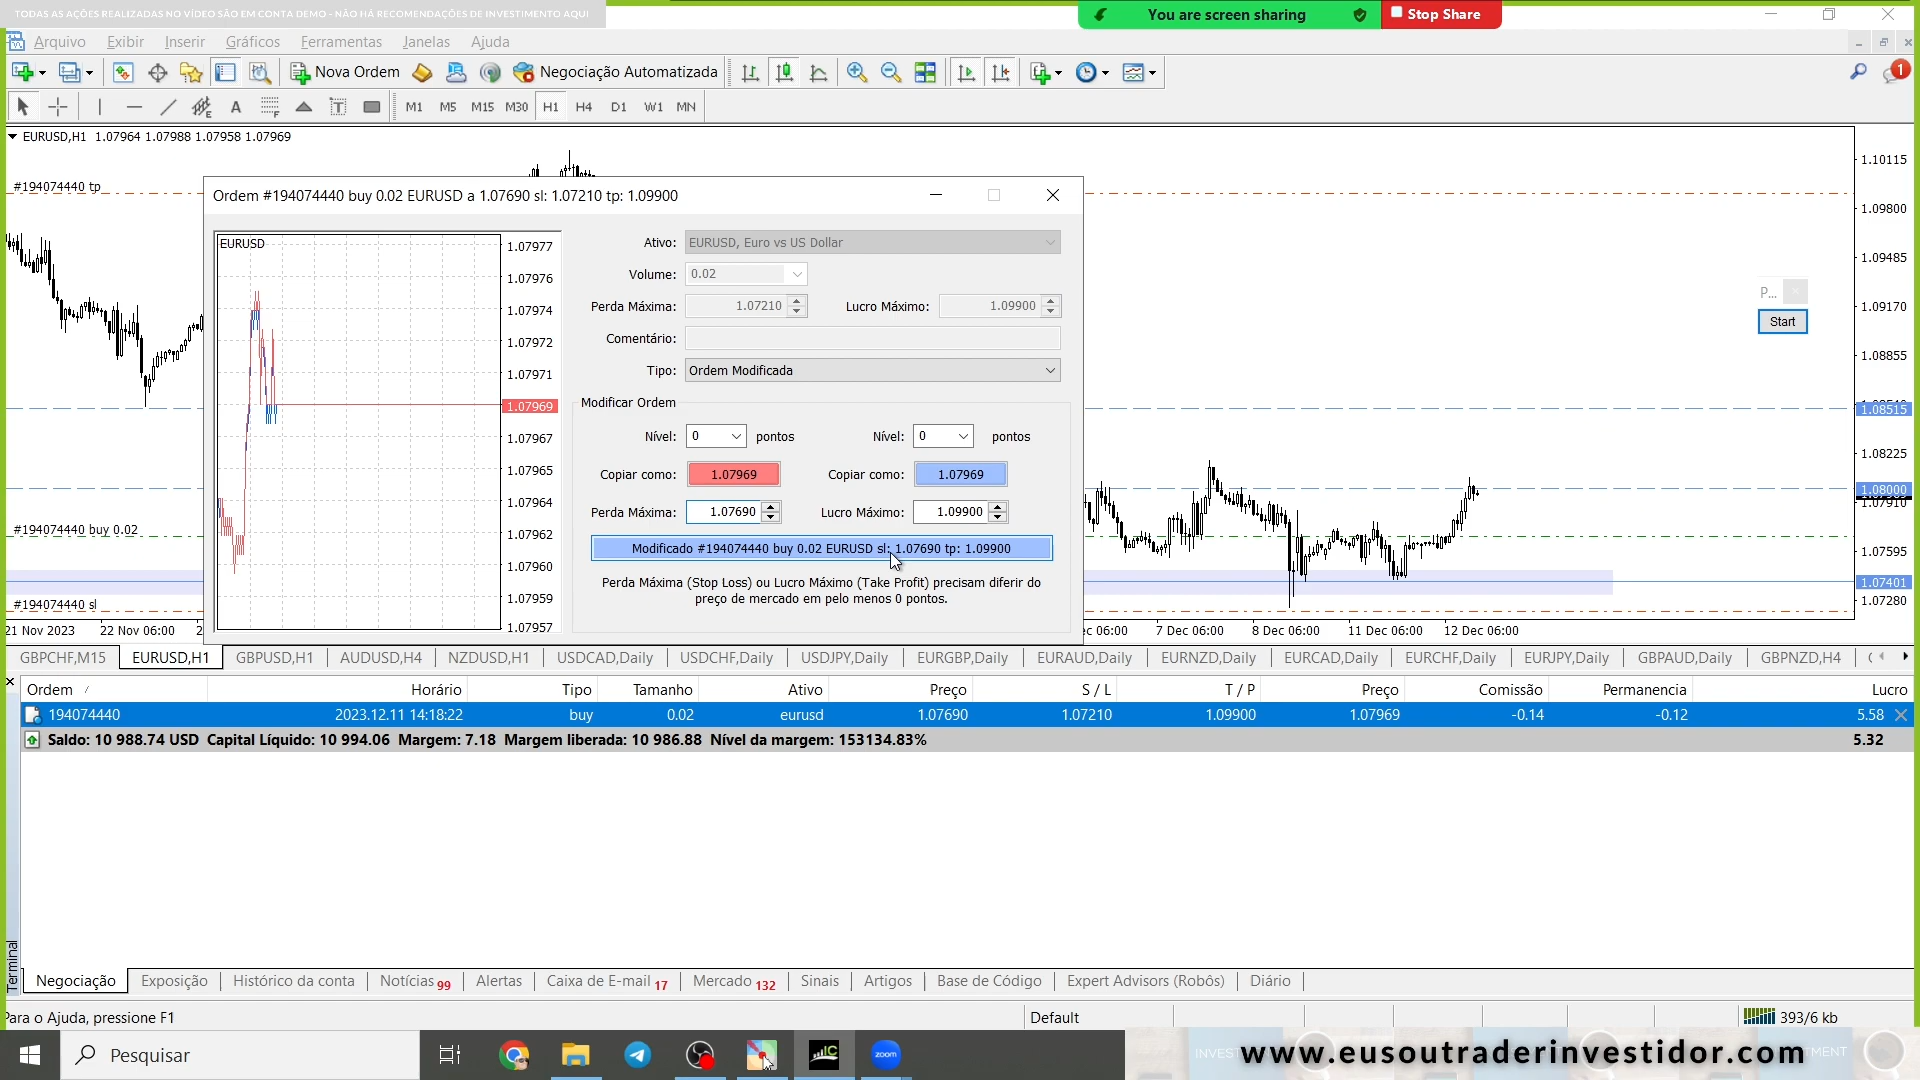 TODAS AS AÇÕES REALIZADAS NO VÍDEO SÃO EM CONTA DEMO - NÃO HÁ RECOMENDAÇÕES DE INVESTIMENTO AQUI
You are screen sharing
Stop Share
Arquivo Exibir Inserir Gráficos Ferramentas Janelas Ajuda
Nova Ordem Negociação Automatizada 1
A T M1 M5 M15 M30 H1 H4 D1 W1 MN
EURUSD,H1 1.07964 1.07988 1.07958 1.07969
1.10115
#194074440 tp
1.09800
1.09485
1.09170
1.08855
1.08515
1.08225
1.08000
1.07910
1.07595
1.07401
1.07280
#194074440 buy 0.02
#194074440 sl
P...
Start
Ordem #194074440 buy 0.02 EURUSD a 1.07690 sl: 1.07210 tp: 1.09900
EURUSD
1.07977
1.07976
1.07974
1.07972
1.07971
1.07969
1.07967
1.07965
1.07964
1.07962
1.07960
1.07959
1.07957
Ativo: EURUSD, Euro vs US Dollar
Volume: 0.02
Perda Máxima: 1.07210 Lucro Máximo: 1.09900
Comentário:
Tipo: Ordem Modificada
Modificar Ordem
Nível: 0 pontos Nível: 0 pontos
Copiar como: 1.07969 Copiar como: 1.07969
Perda Máxima: 1.07690 Lucro Máximo: 1.09900
Modificado #194074440 buy 0.02 EURUSD sl: 1.07690 tp: 1.09900
Perda Máxima (Stop Loss) ou Lucro Máximo (Take Profit) precisam diferir do
preço de mercado em pelo menos 0 pontos.
21 Nov 2023 22 Nov 06:00 2 ec 06:00 7 Dec 06:00 8 Dec 06:00 11 Dec 06:00 12 Dec 06:00
GBPCHF,M15 EURUSD,H1 GBPUSD,H1 AUDUSD,H4 NZDUSD,H1 USDCAD,Daily USDCHF,Daily USDJPY,Daily EURGBP,Daily EURAUD,Daily EURNZD,Daily EURCAD,Daily EURCHF,Daily EURJPY,Daily GBPAUD,Daily GBPNZD,H4
Ordem Horário Tipo Tamanho Ativo Preço S / L T / P Preço Comissão Permanencia Lucro
194074440 2023.12.11 14:18:22 buy 0.02 eurusd 1.07690 1.07210 1.09900 1.07969 -0.14 -0.12 5.58
Saldo: 10 988.74 USD Capital Líquido: 10 994.06 Margem: 7.18 Margem liberada: 10 986.88 Nível da margem: 153134.83% 5.32
Terminal
Negociação Exposição Histórico da conta Notícias 99 Alertas Caixa de E-mail 17 Mercado 132 Sinais Artigos Base de Código Expert Advisors (Robôs) Diário
Para o Ajuda, pressione F1 Default 393/6 kb
Pesquisar
IC
zoom
www.eusoutraderinvestidor.com